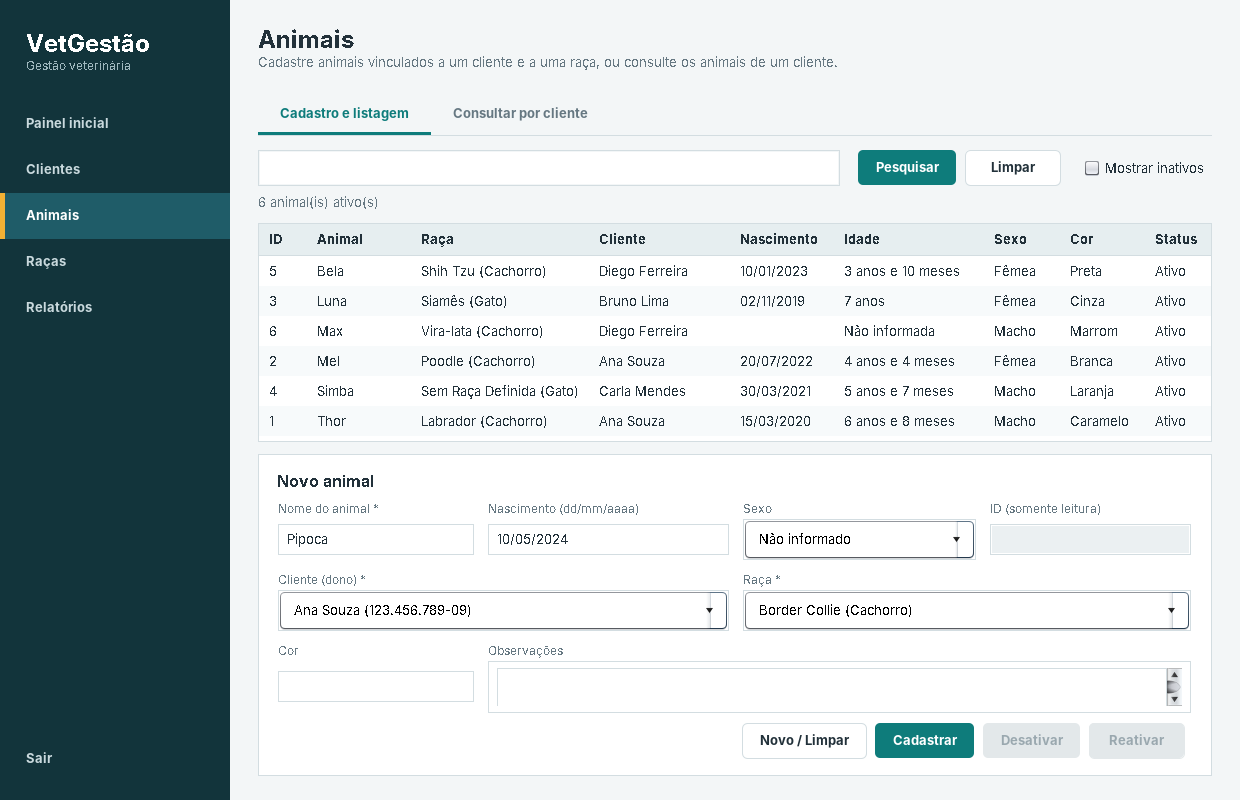 VetGestão
Gestão veterinária
Painel inicial
Clientes
Animais
Raças
Relatórios
Sair
Animais
Cadastre animais vinculados a um cliente e a uma raça, ou consulte os animais de um cliente.
Cadastro e listagem Consultar por cliente
Pesquisar Limpar Mostrar inativos
6 animal(is) ativo(s)
ID Animal Raça Cliente Nascimento Idade Sexo Cor Status
5 Bela Shih Tzu (Cachorro) Diego Ferreira 10/01/2023 3 anos e 10 meses Fêmea Preta Ativo
3 Luna Siamês (Gato) Bruno Lima 02/11/2019 7 anos Fêmea Cinza Ativo
6 Max Vira-lata (Cachorro) Diego Ferreira Não informada Macho Marrom Ativo
2 Mel Poodle (Cachorro) Ana Souza 20/07/2022 4 anos e 4 meses Fêmea Branca Ativo
4 Simba Sem Raça Definida (Gato) Carla Mendes 30/03/2021 5 anos e 7 meses Macho Laranja Ativo
1 Thor Labrador (Cachorro) Ana Souza 15/03/2020 6 anos e 8 meses Macho Caramelo Ativo
Novo animal
Nome do animal * Nascimento (dd/mm/aaaa) Sexo ID (somente leitura)
Pipoca 10/05/2024 Não informado
Cliente (dono) * Raça *
Ana Souza (123.456.789-09) Border Collie (Cachorro)
Cor Observações
Novo / Limpar Cadastrar Desativar Reativar